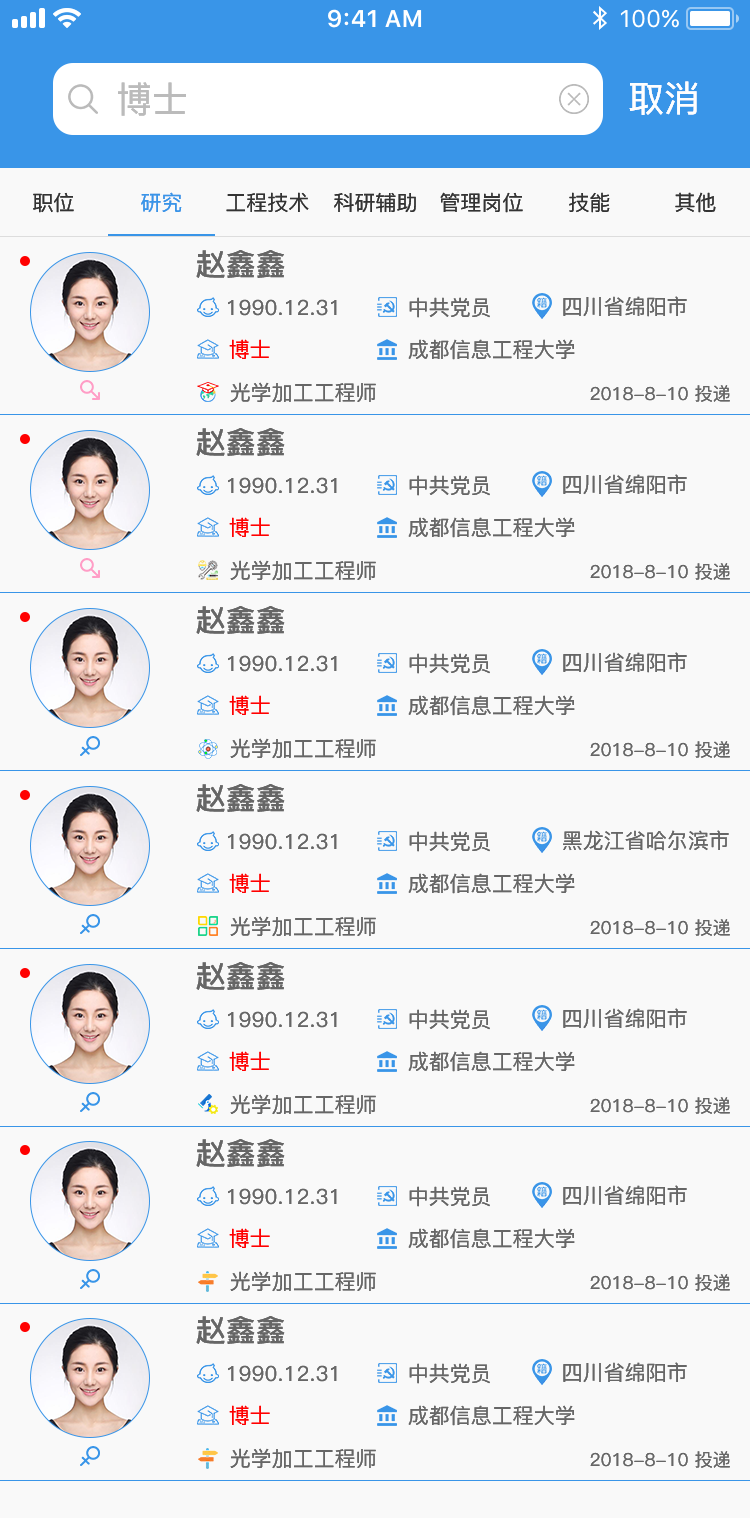 9:41 AM 100%
博士 取消
职位 研究 工程技术 科研辅助 管理岗位 技能 其他
赵鑫鑫
1990.12.31 中共党员 籍 四川省绵阳市
博士 成都信息工程大学
光学加工工程师 2018–8–10 投递
赵鑫鑫
1990.12.31 中共党员 籍 四川省绵阳市
博士 成都信息工程大学
光学加工工程师 2018–8–10 投递
赵鑫鑫
1990.12.31 中共党员 籍 四川省绵阳市
博士 成都信息工程大学
光学加工工程师 2018–8–10 投递
赵鑫鑫
1990.12.31 中共党员 籍 黑龙江省哈尔滨市
博士 成都信息工程大学
光学加工工程师 2018–8–10 投递
赵鑫鑫
1990.12.31 中共党员 籍 四川省绵阳市
博士 成都信息工程大学
光学加工工程师 2018–8–10 投递
赵鑫鑫
1990.12.31 中共党员 籍 四川省绵阳市
博士 成都信息工程大学
光学加工工程师 2018–8–10 投递
赵鑫鑫
1990.12.31 中共党员 籍 四川省绵阳市
博士 成都信息工程大学
光学加工工程师 2018–8–10 投递